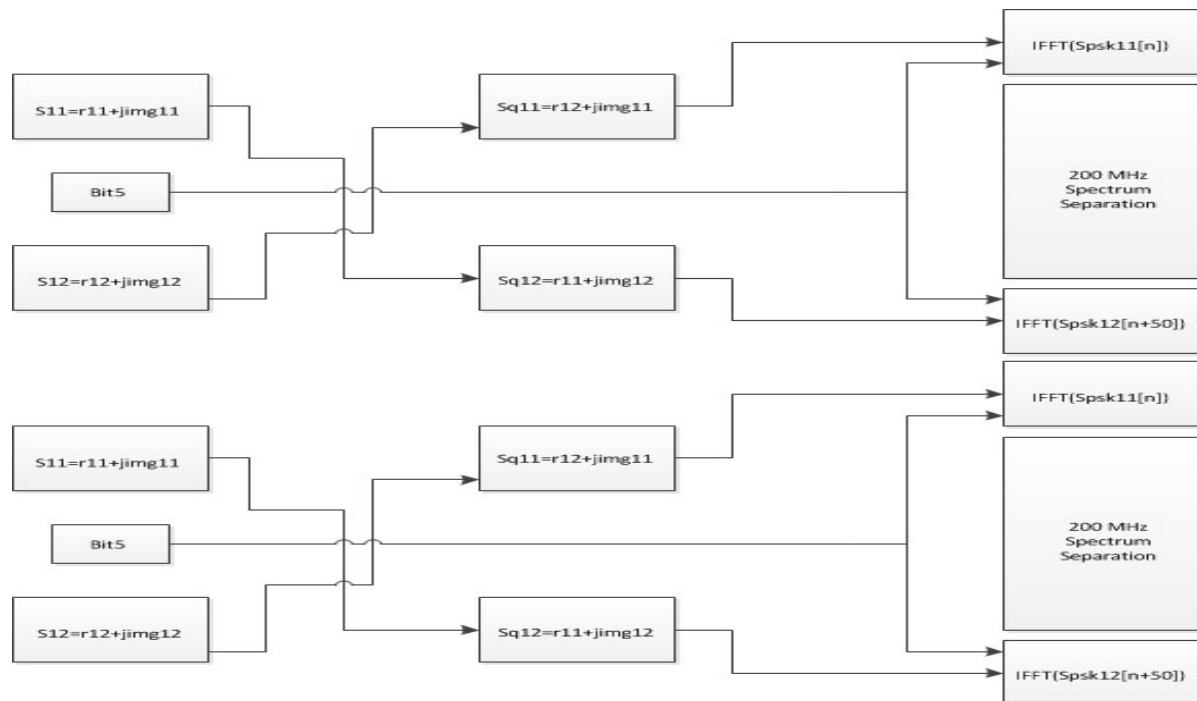 IFFT{Spsk11[n]}
S11=r11+jimg11
Sq11=r12+jimg11
Bit5
200 MHz
Spectrum
Separation
S12=r12+jimg12
Sq12=r11+jimg12
IFFT{Spsk12[n+50]}
IFFT{Spsk11[n]}
S11=r11+jimg11
Sq11=r12+jimg11
Bit5
200 MHz
Spectrum
Separation
S12=r12+jimg12
Sq12=r11+jimg12
IFFT{Spsk12[n+50]}